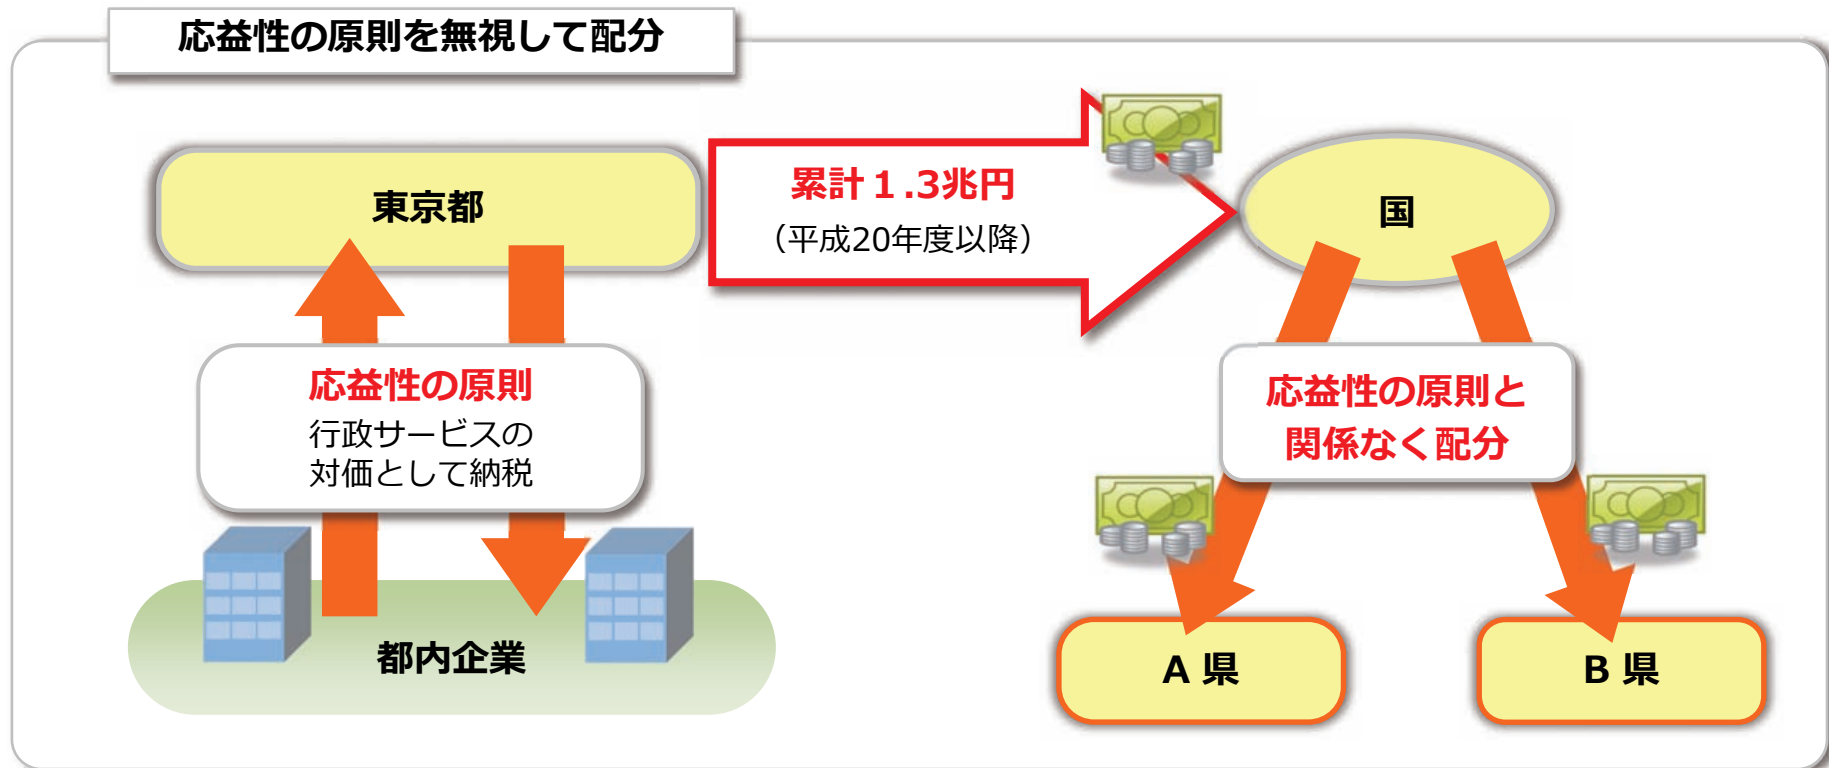 応益性の原則を無視して配分
東京都
累計１.3兆円
（平成20年度以降）
国
応益性の原則
行政サービスの
対価として納税
応益性の原則と
関係なく配分
都内企業
A 県
B 県